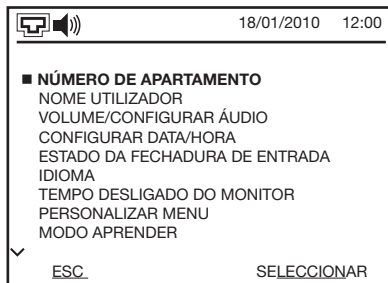 18/01/2010 12:00
■ NÚMERO DE APARTAMENTO
NOME UTILIZADOR
VOLUME/CONFIGURAR ÁUDIO
CONFIGURAR DATA/HORA
ESTADO DA FECHADURA DE ENTRADA
IDIOMA
TEMPO DESLIGADO DO MONITOR
PERSONALIZAR MENU
MODO APRENDER
ESC SELECCIONAR